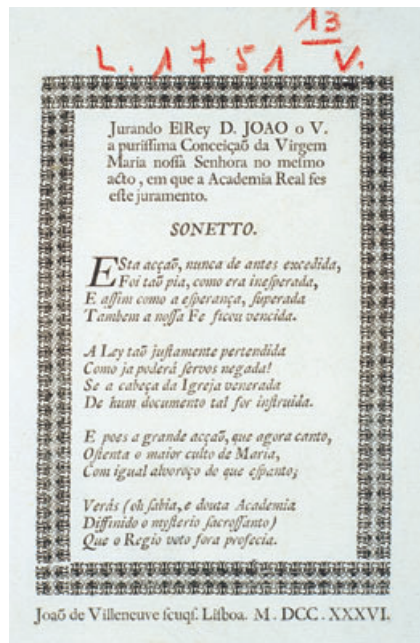 L. 1751 13
V.
Jurando ElRey D. JOAO o V.
a puriſſima Conceiçaõ da Virgem
Maria noſſa Senhora no meſmo
acto, em que a Academia Real fes
eſte juramento.
SONETTO.
ESta acçaõ, nunca de antes excedida,
Foi taõ pia, como era ineſperada,
E aſſim como a eſperança, ſuperada
Tambem a noſſa Fe ficou vencida.
A Ley taõ juſtamente pertendida
Como ja poderá ſervos negada!
Se a cabeça da Igreja venerada
De hum documento tal for inſtruida.
E poes a grande acçaõ, que agora canto,
Oſtenta o maior culto de Maria,
Com igual alvoroço do que eſpanto;
Verás (oh ſabia, e douta Academia
Diffinido o myſterio ſacroſſanto)
Que o Regio voto fora profecia.
Joaõ de Villeneuve ſcuqſ. Liſboa. M. DCC. XXXVI.